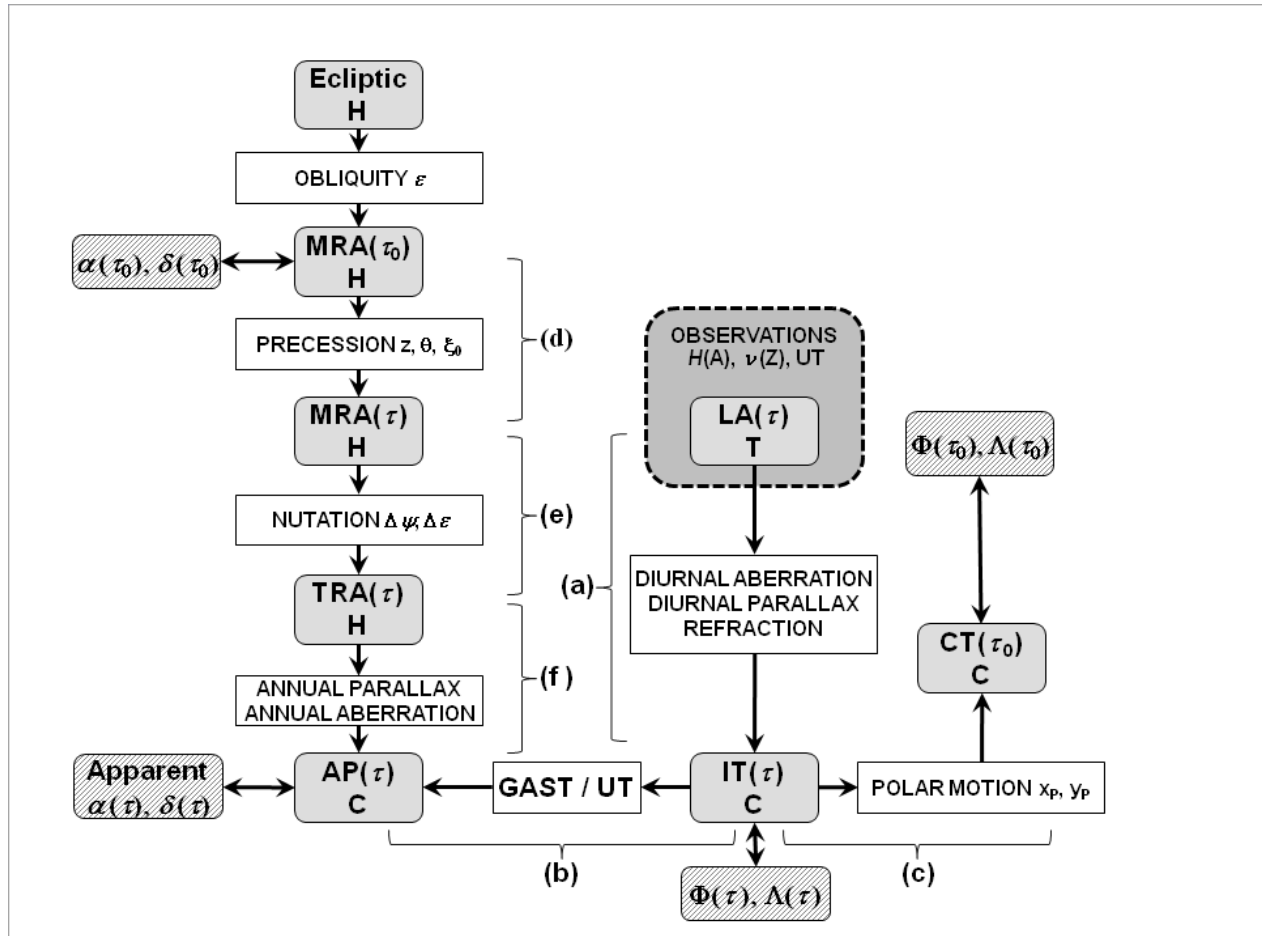 Ecliptic
H
OBLIQUITY ε
MRA(τ₀)
H
α(τ₀), δ(τ₀)
PRECESSION z, θ, ξ₀
(d)
MRA(τ)
H
NUTATION Δψ, Δε
(e)
TRA(τ)
H
ANNUAL PARALLAX
ANNUAL ABERRATION
(f)
AP(τ)
C
Apparent
α(τ), δ(τ)
GAST / UT
(b)
OBSERVATIONS
H(A), ν(Z), UT
LA(τ)
T
(a)
DIURNAL ABERRATION
DIURNAL PARALLAX
REFRACTION
IT(τ)
C
Φ(τ), Λ(τ)
POLAR MOTION xₚ, yₚ
(c)
CT(τ₀)
C
Φ(τ₀), Λ(τ₀)